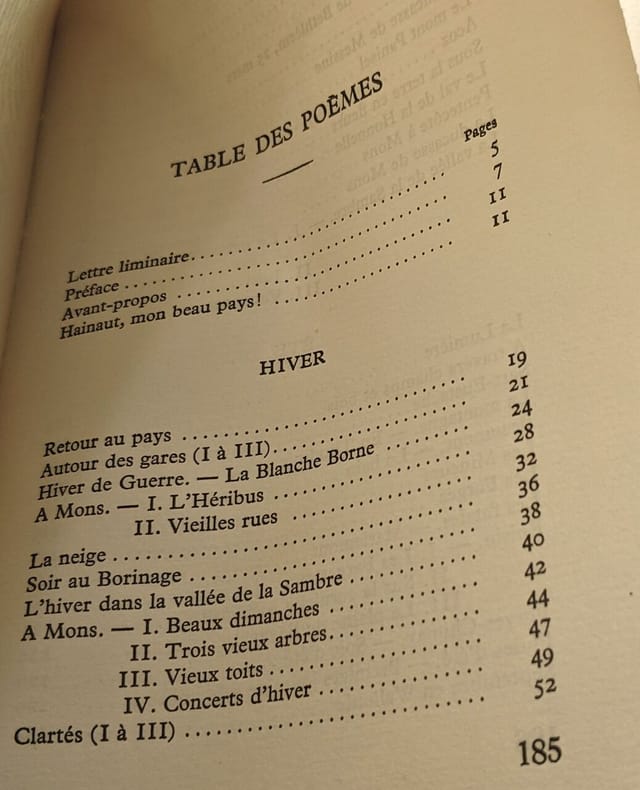 TABLE DES POÈMES
Pages
Lettre liminaire. . . . . . . . . . . . . . . . . . . . . . . . 5
Préface . . . . . . . . . . . . . . . . . . . . . . . . . . . . . . 7
Avant-propos . . . . . . . . . . . . . . . . . . . . . . . . . 11
Hainaut, mon beau pays! . . . . . . . . . . . . . . . . 11
HIVER
Retour au pays . . . . . . . . . . . . . . . . . . . . . . . . 19
Autour des gares (I à III). . . . . . . . . . . . . . . . . 21
Hiver de Guerre. — La Blanche Borne . . . . . . . 24
A Mons. — I. L'Héribus . . . . . . . . . . . . . . . . . . 28
II. Vieilles rues . . . . . . . . . . . . . . . . . 32
La neige . . . . . . . . . . . . . . . . . . . . . . . . . . . . . . 36
Soir au Borinage . . . . . . . . . . . . . . . . . . . . . . . 38
L'hiver dans la vallée de la Sambre . . . . . . . . . 40
A Mons. — I. Beaux dimanches . . . . . . . . . . . . 42
II. Trois vieux arbres. . . . . . . . . . . . . 44
III. Vieux toits . . . . . . . . . . . . . . . . . . 47
IV. Concerts d'hiver . . . . . . . . . . . . . . 49
Clartés (I à III) . . . . . . . . . . . . . . . . . . . . . . . . . 52
185